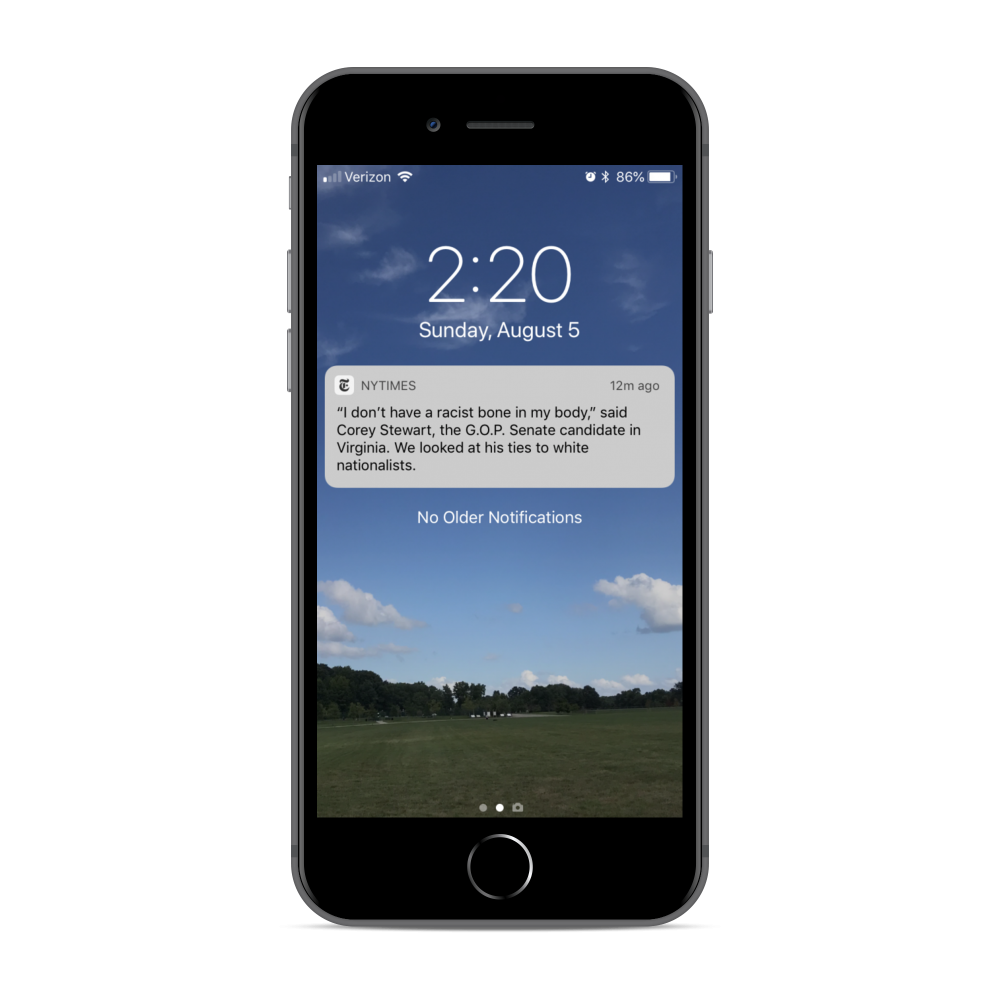 Verizon 86%
2:20
Sunday, August 5
NYTIMES 12m ago
“I don’t have a racist bone in my body,” said
Corey Stewart, the G.O.P. Senate candidate in
Virginia. We looked at his ties to white
nationalists.
No Older Notifications